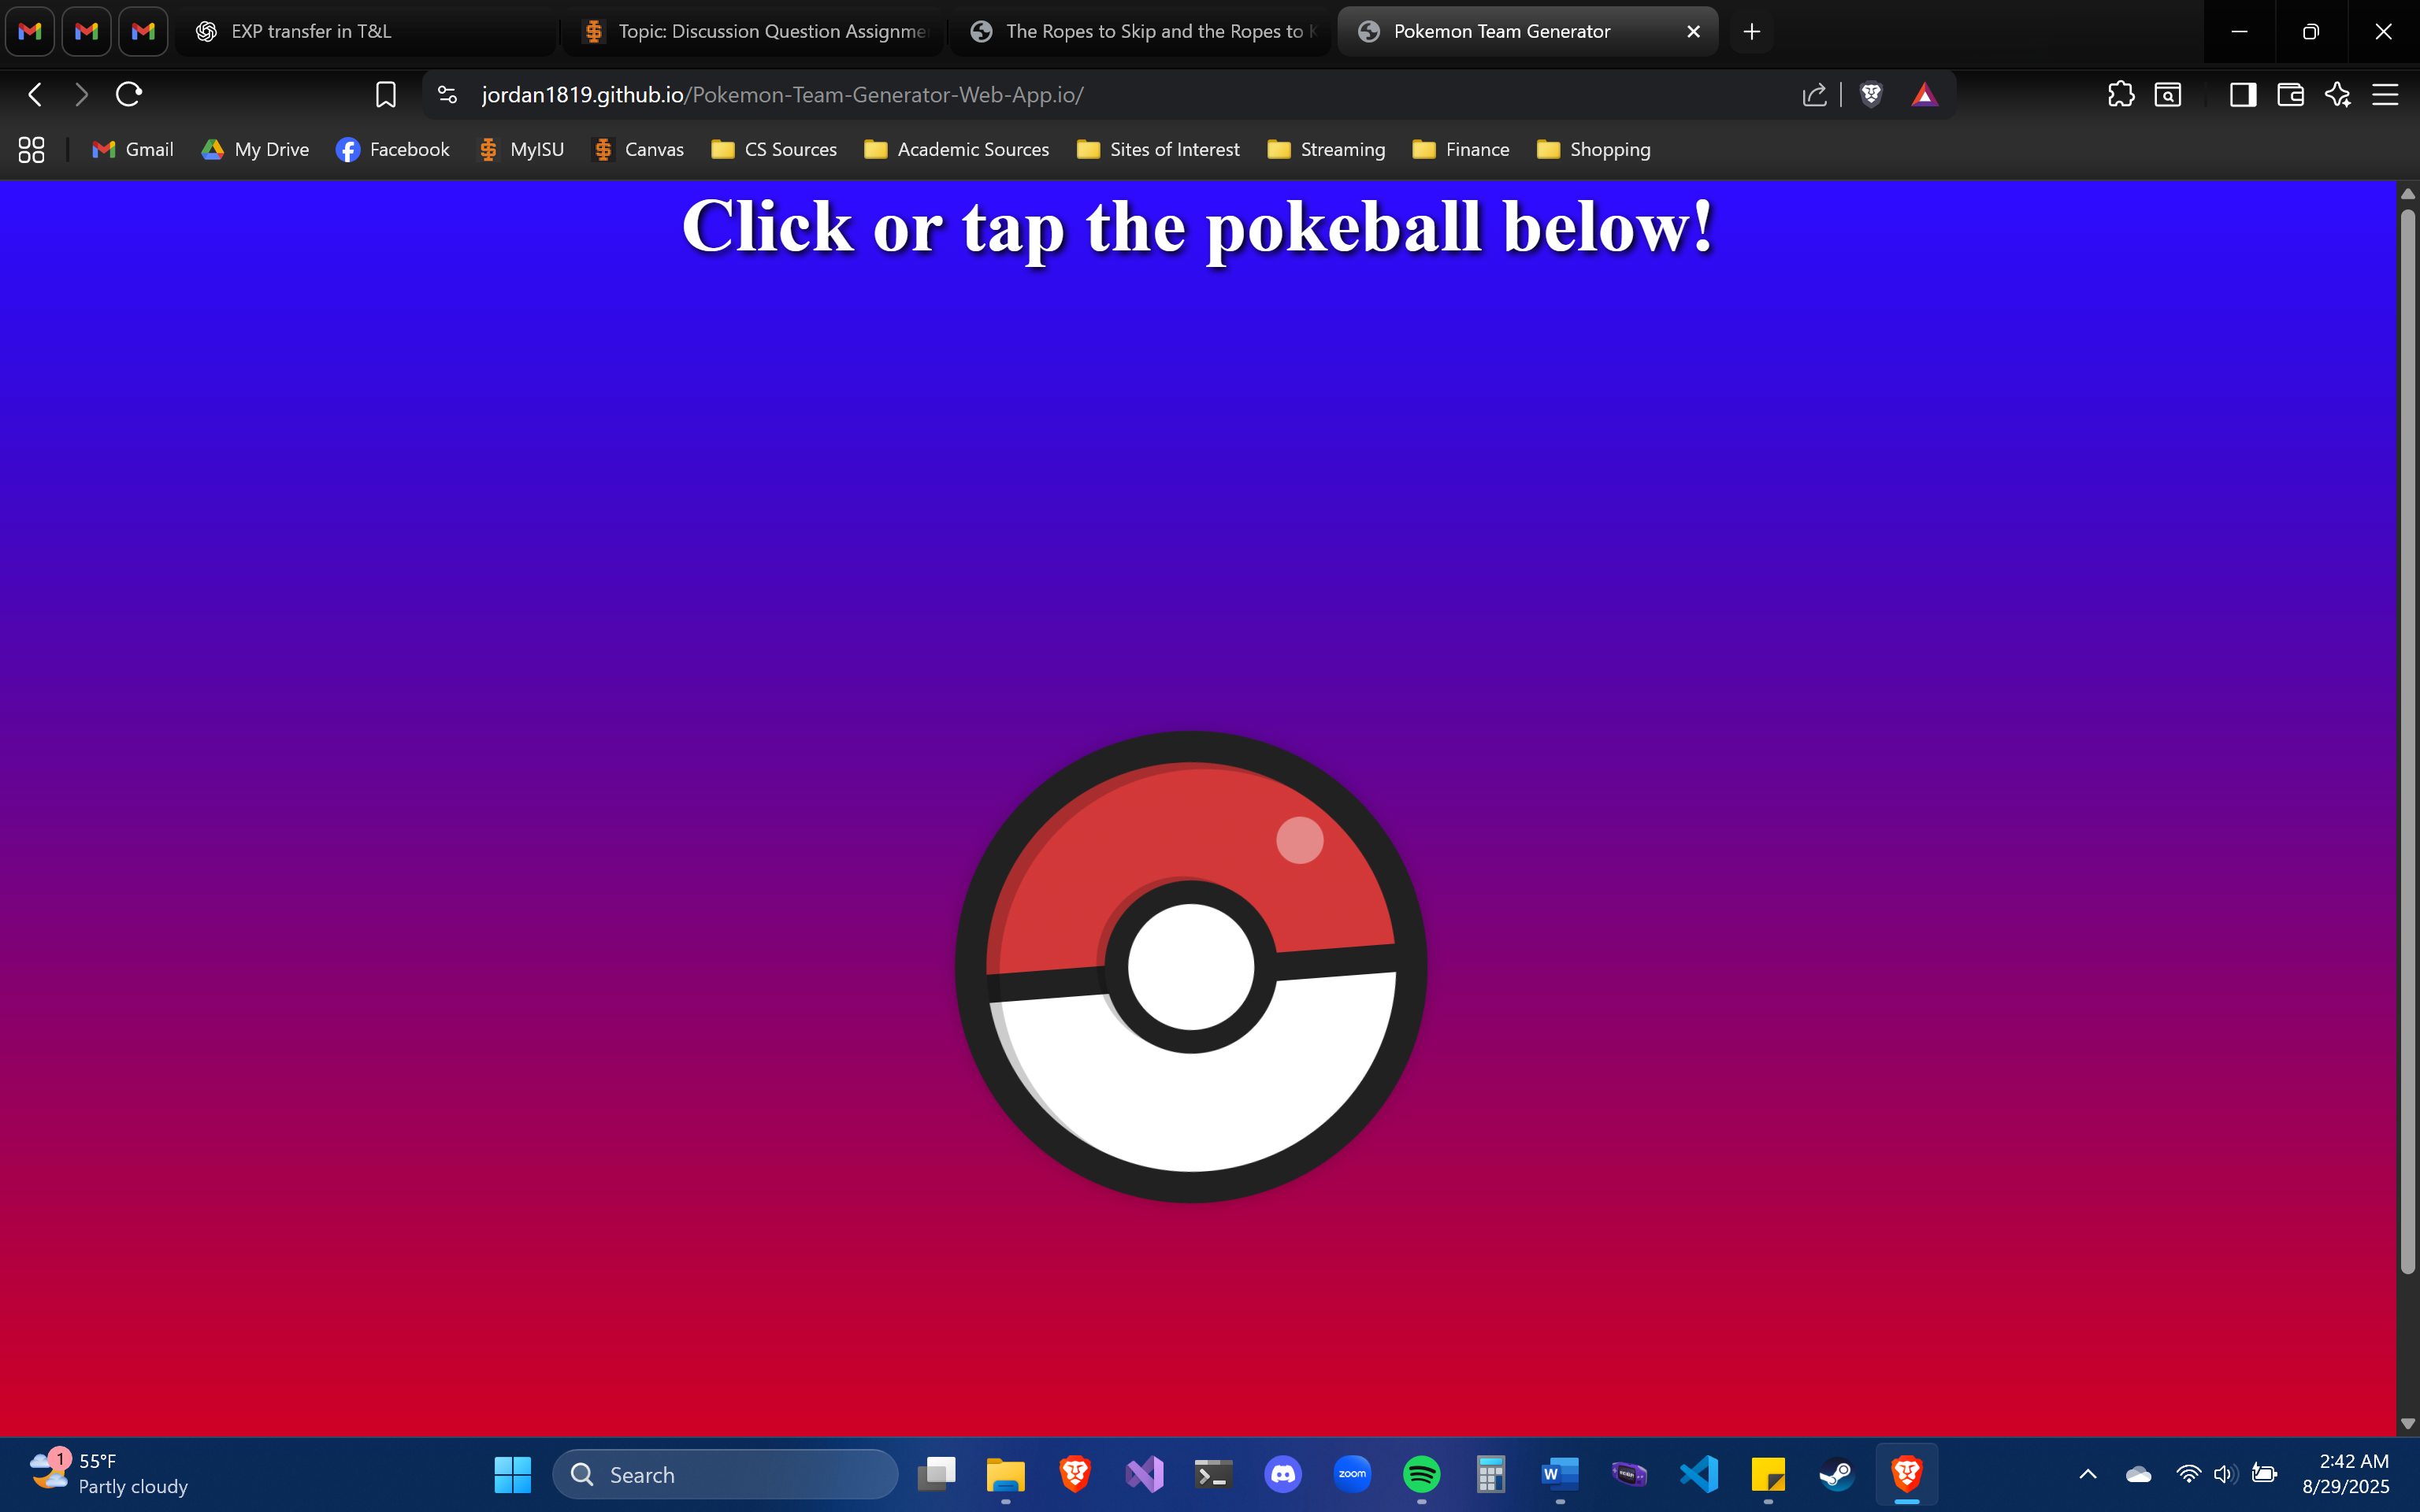 EXP transfer in T&L
Topic: Discussion Question Assignme
The Ropes to Skip and the Ropes to K
Pokemon Team Generator
jordan1819.github.io/Pokemon-Team-Generator-Web-App.io/
Gmail
My Drive
Facebook
MyISU
Canvas
CS Sources
Academic Sources
Sites of Interest
Streaming
Finance
Shopping
Click or tap the pokeball below!
1
55°F
Partly cloudy
Search
zoom
W
2:42 AM
8/29/2025